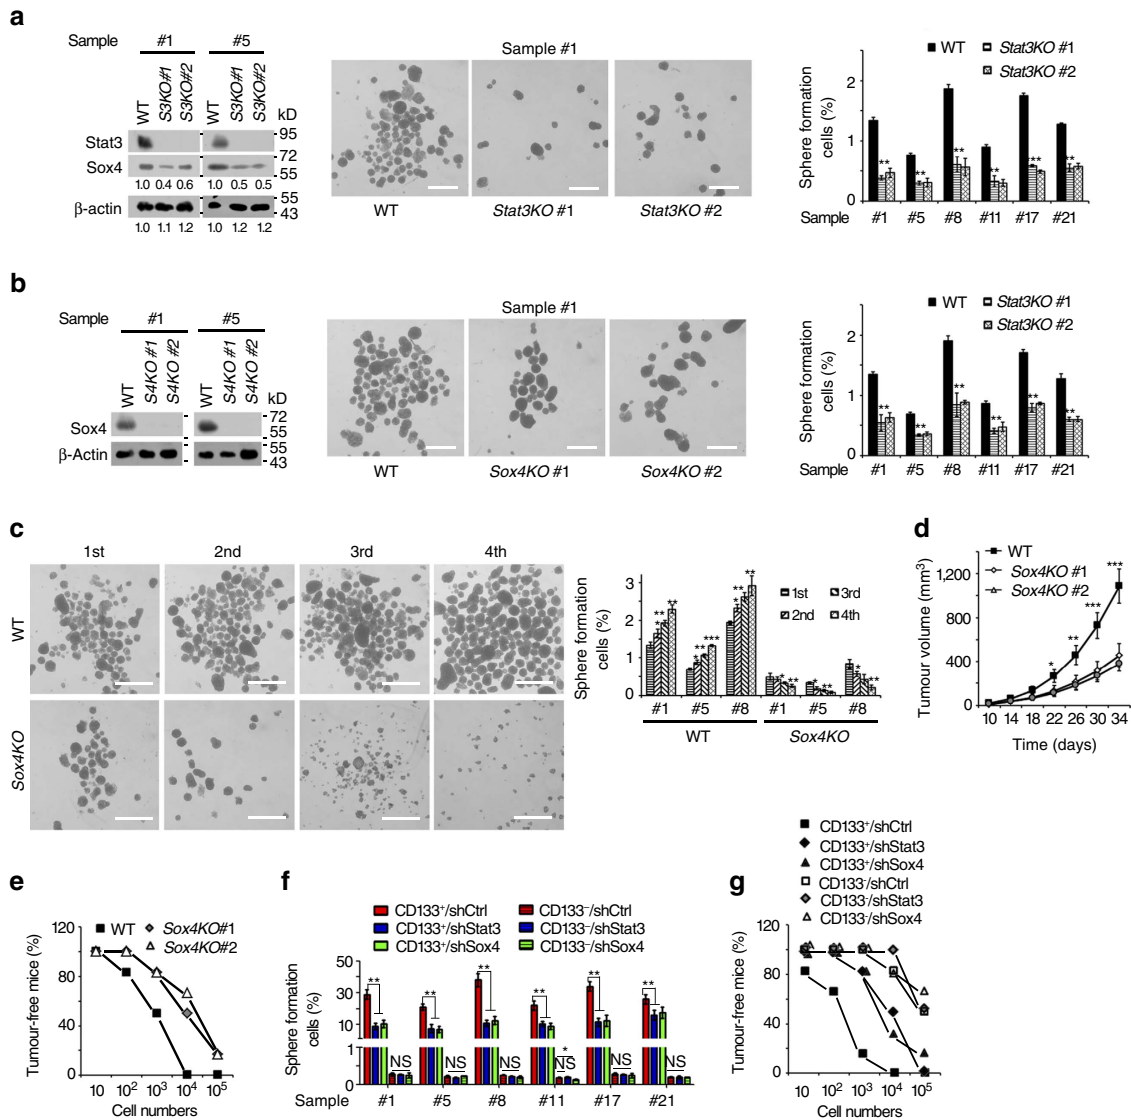 a
Sample #1 #5
WT S3KO#1 S3KO#2 WT S3KO#1 S3KO#2 kD
Stat3
95
72
Sox4
55
1.0 0.4 0.6 1.0 0.5 0.5
β-actin
55
43
1.0 1.1 1.2 1.0 1.2 1.2
Sample #1
WT Stat3KO #1 Stat3KO #2
WT Stat3KO #1
Stat3KO #2
Sphere formation
cells (%)
2
1
0
** ** ** ** ** **
Sample #1 #5 #8 #11 #17 #21
b
Sample #1 #5
WT S4KO #1 S4KO #2 WT S4KO #1 S4KO #2 kD
Sox4
72
55
β-Actin
55
43
Sample #1
WT Sox4KO #1 Sox4KO #2
WT Stat3KO #1
Stat3KO #2
Sphere formation
cells (%)
2
1
0
** ** ** ** ** **
Sample #1 #5 #8 #11 #17 #21
c
1st 2nd 3rd 4th
WT
Sox4KO
Sphere formation
cells (%)
3
2
1
0
1st 3rd
2nd 4th
* ** ** * ** *** * ** ** * ** * ** ** * **
#1 #5 #8 #1 #5 #8
WT Sox4KO
d
WT
Sox4KO #1
Sox4KO #2
Tumour volume (mm3)
1,200
800
400
0
* ** *** ***
10 14 18 22 26 30 34
Time (days)
e
WT Sox4KO#1
Sox4KO#2
Tumour-free mice (%)
120
80
40
0
10 10² 10³ 10⁴ 10⁵
Cell numbers
f
CD133+/shCtrl CD133−/shCtrl
CD133+/shStat3 CD133−/shStat3
CD133+/shSox4 CD133−/shSox4
Sphere formation
cells (%)
50
30
10
1
0
** ** ** ** ** **
NS NS NS NS * NS NS
Sample #1 #5 #8 #11 #17 #21
g
CD133+/shCtrl
CD133+/shStat3
CD133+/shSox4
CD133-/shCtrl
CD133-/shStat3
CD133-/shSox4
Tumour-free mice (%)
120
80
40
0
10 10² 10³ 10⁴ 10⁵
Cell numbers